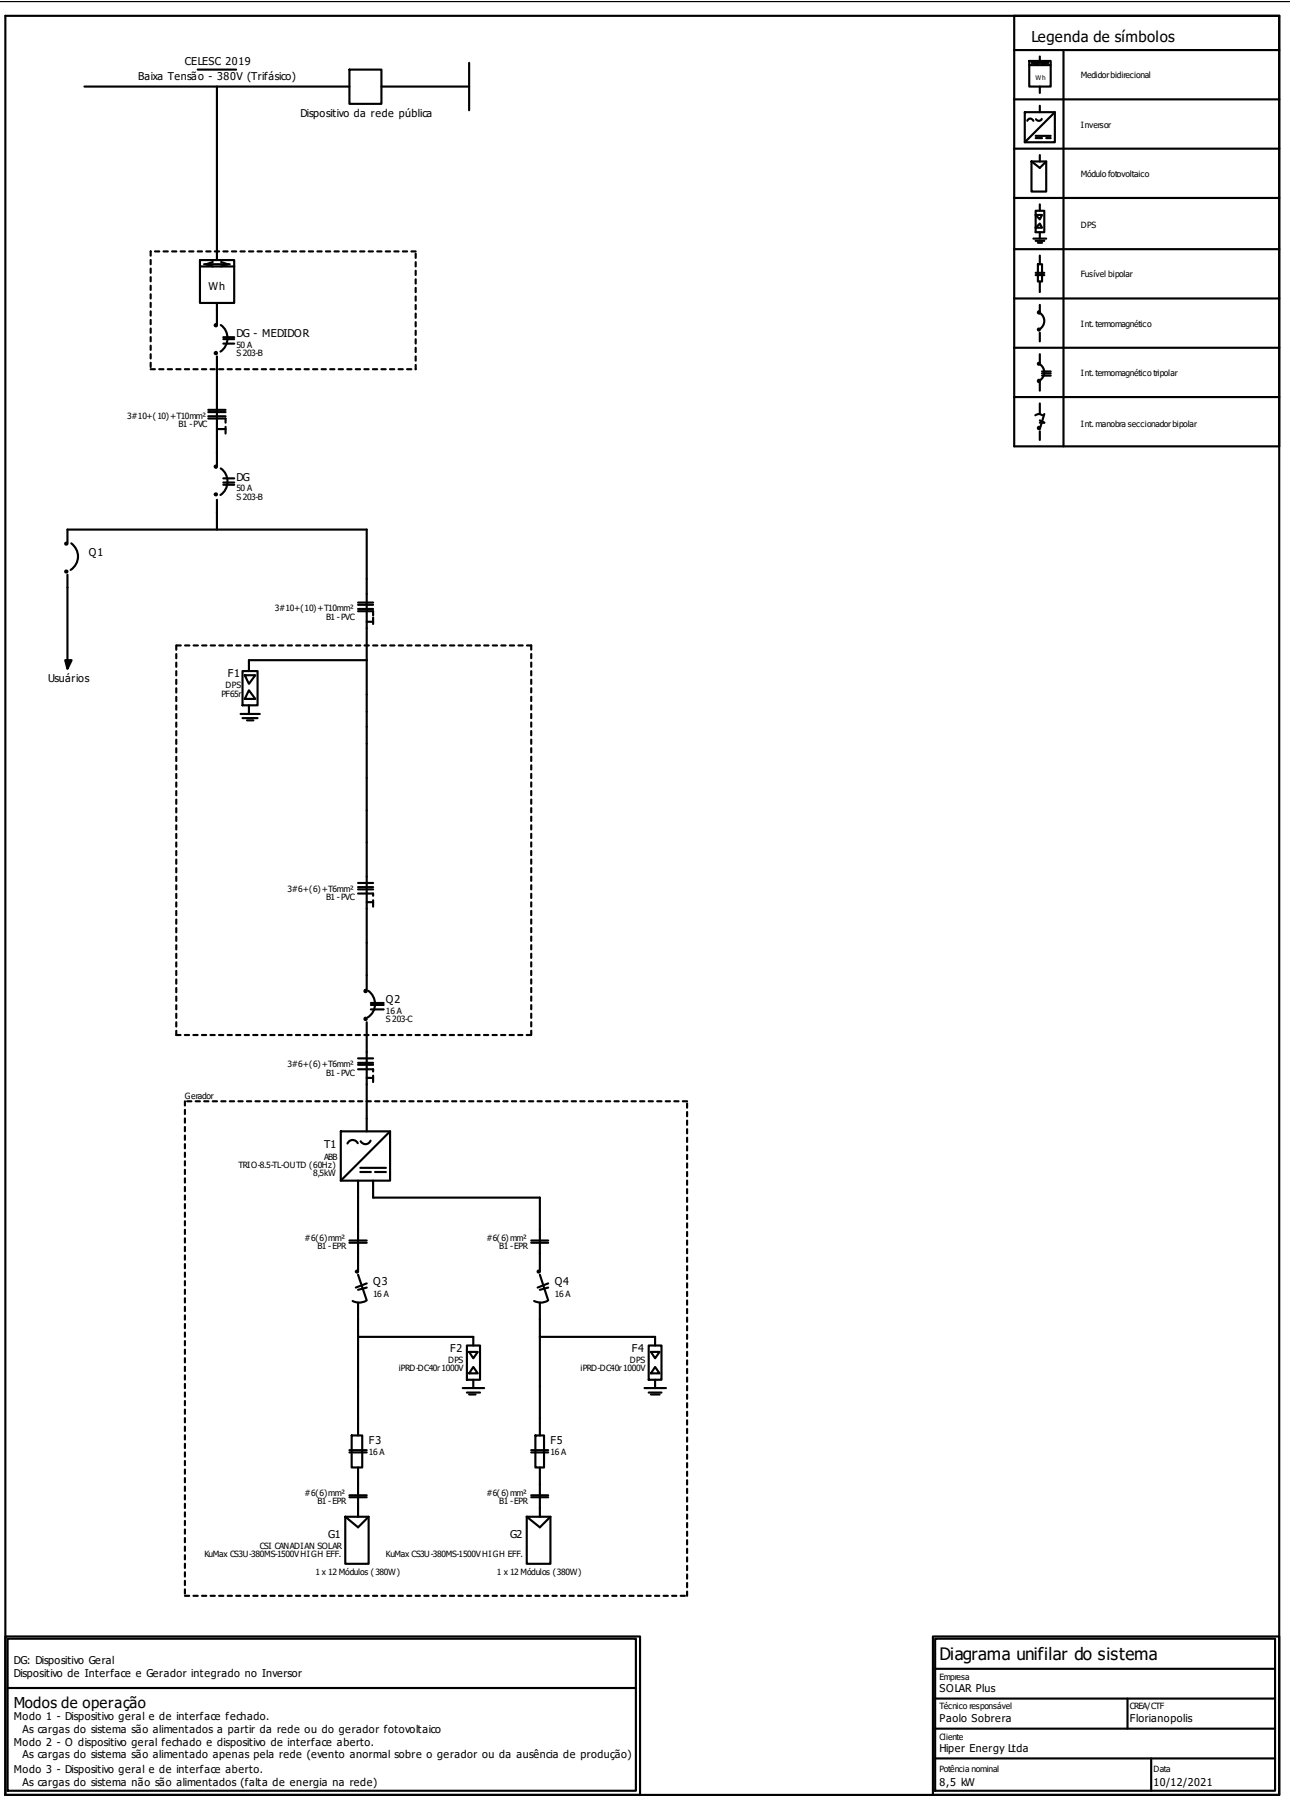 CELESC 2019
Baixa Tensão - 380V (Trifásico)
Dispositivo da rede pública
Legenda de símbolos
Wh
Medidor bidirecional
Inversor
Módulo fotovoltaico
DPS
Fusível bipolar
Int. termomagnético
Int. termomagnético tripolar
Int. manobra seccionador bipolar
Wh
DG - MEDIDOR
50 A
S 203-B
3#10+(10)+T10mm²
B1 - PVC
DG
50 A
S 203-B
Q1
Usuários
3#10+(10)+T10mm²
B1 - PVC
F1
DPS
PF65r
3#6+(6)+T6mm²
B1 - PVC
Q2
16 A
S 203-C
3#6+(6)+T6mm²
B1 - PVC
Gerador
T1
ABB
TRIO-8.5-TL-OUTD (60Hz)
8,5kW
#6(6)mm²
B1 - EPR
#6(6)mm²
B1 - EPR
Q3
16 A
Q4
16 A
F2
DPS
iPRD-DC40r 1000V
F4
DPS
iPRD-DC40r 1000V
F3
16 A
F5
16 A
#6(6)mm²
B1 - EPR
#6(6)mm²
B1 - EPR
G1
CSI CANADIAN SOLAR
KuMax CS3U-380MS-1500V HIGH EFF.
1 x 12 Módulos (380W)
G2
KuMax CS3U-380MS-1500V HIGH EFF.
1 x 12 Módulos (380W)
DG: Dispositivo Geral
Dispositivo de Interface e Gerador integrado no Inversor
Modos de operação
Modo 1 - Dispositivo geral e de interface fechado.
As cargas do sistema são alimentados a partir da rede ou do gerador fotovoltaico
Modo 2 - O dispositivo geral fechado e dispositivo de interface aberto.
As cargas do sistema são alimentado apenas pela rede (evento anormal sobre o gerador ou da ausência de produção)
Modo 3 - Dispositivo geral e de interface aberto.
As cargas do sistema não são alimentados (falta de energia na rede)
Diagrama unifilar do sistema
Empresa
SOLAR Plus
Técnico responsável
Paolo Sobrera
CREA/CTF
Florianopolis
Cliente
Hiper Energy Ltda
Potência nominal
8,5 kW
Data
10/12/2021